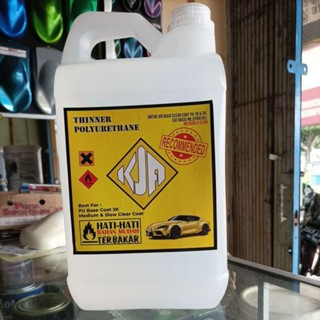 THINNER
POLYURETHANE
RECOMMENDED
KJA
Best For :
PU Base Coat 2K
Medium & Slow Clear Coat
HATI-HATI
BAHAN MUDAH
TERBAKAR